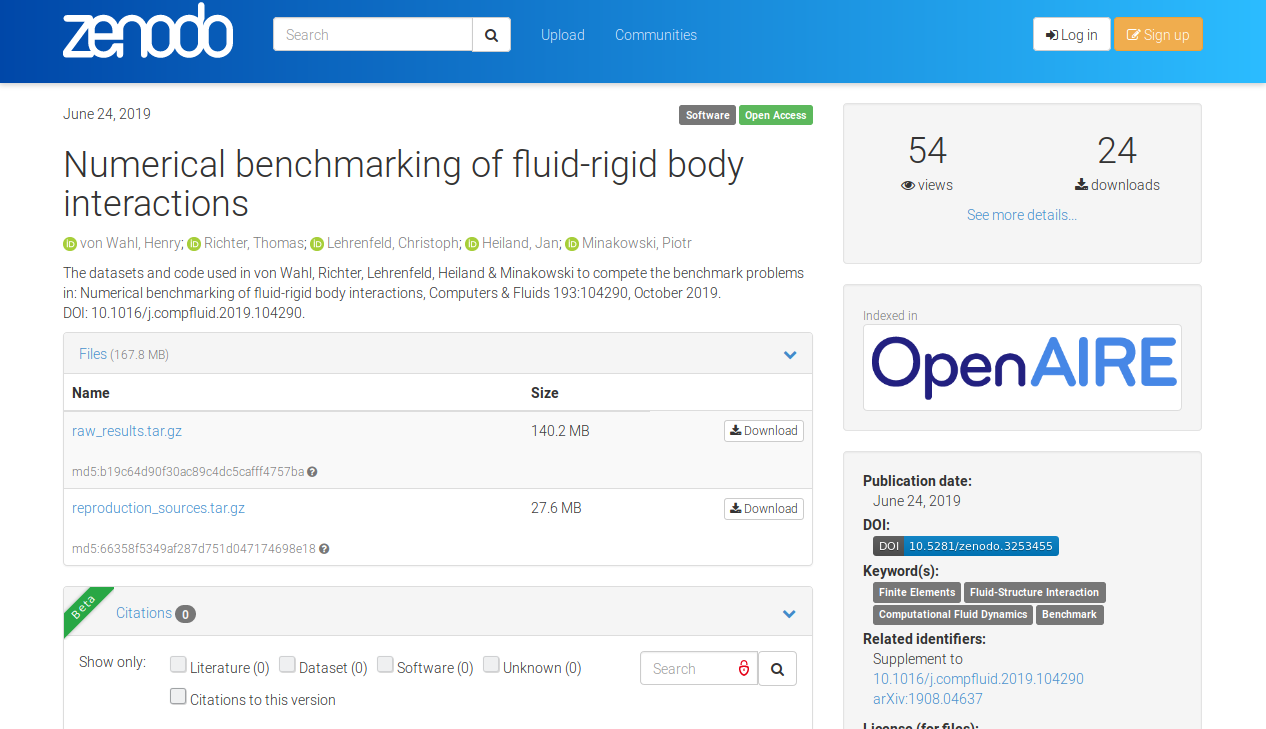 zenodo
Search
Upload
Communities
Log in
Sign up
June 24, 2019
Software
Open Access
Numerical benchmarking of fluid-rigid body
interactions
von Wahl, Henry; Richter, Thomas; Lehrenfeld, Christoph; Heiland, Jan; Minakowski, Piotr
The datasets and code used in von Wahl, Richter, Lehrenfeld, Heiland & Minakowski to compete the benchmark problems
in: Numerical benchmarking of fluid-rigid body interactions, Computers & Fluids 193:104290, October 2019.
DOI: 10.1016/j.compfluid.2019.104290.
Files (167.8 MB)
Name Size
raw_results.tar.gz 140.2 MB Download
md5:b19c64d90f30ac89c4dc5cafff4757ba
reproduction_sources.tar.gz 27.6 MB Download
md5:66358f5349af287d751d047174698e18
Beta
Citations 0
Show only: Literature (0) Dataset (0) Software (0) Unknown (0)
Search
Citations to this version
54 24
views downloads
See more details...
Indexed in
OpenAIRE
Publication date:
June 24, 2019
DOI:
DOI 10.5281/zenodo.3253455
Keyword(s):
Finite Elements Fluid-Structure Interaction
Computational Fluid Dynamics Benchmark
Related identifiers:
Supplement to
10.1016/j.compfluid.2019.104290
arXiv:1908.04637
License (for files):